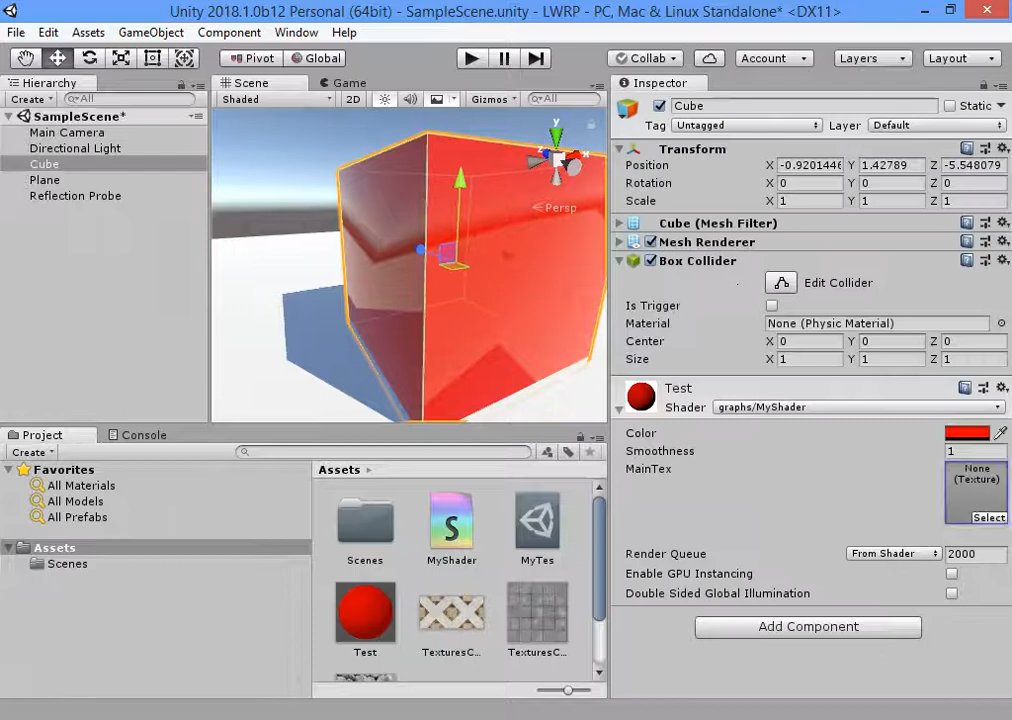 Unity 2018.1.0b12 Personal (64bit) - SampleScene.unity - LWRP - PC, Mac & Linux Standalone* <DX11>
File Edit Assets GameObject Component Window Help
Pivot Global Collab Account Layers Layout
Hierarchy
Create All
SampleScene*
Main Camera
Directional Light
Cube
Plane
Reflection Probe
Scene Game
Shaded 2D Gizmos All
y
z x
Persp
Inspector
Cube Static
Tag Untagged Layer Default
Transform
Position X -0.9201446 Y 1.42789 Z -5.548079
Rotation X 0 Y 0 Z 0
Scale X 1 Y 1 Z 1
Cube (Mesh Filter)
Mesh Renderer
Box Collider
Edit Collider
Is Trigger
Material None (Physic Material)
Center X 0 Y 0 Z 0
Size X 1 Y 1 Z 1
Test
Shader graphs/MyShader
Color
Smoothness 1
MainTex None
(Texture)
Select
Render Queue From Shader 2000
Enable GPU Instancing
Double Sided Global Illumination
Add Component
Project Console
Create
Favorites
All Materials
All Models
All Prefabs
Assets
Scenes
Assets
S
Scenes MyShader MyTes
Test TexturesC... TexturesC...